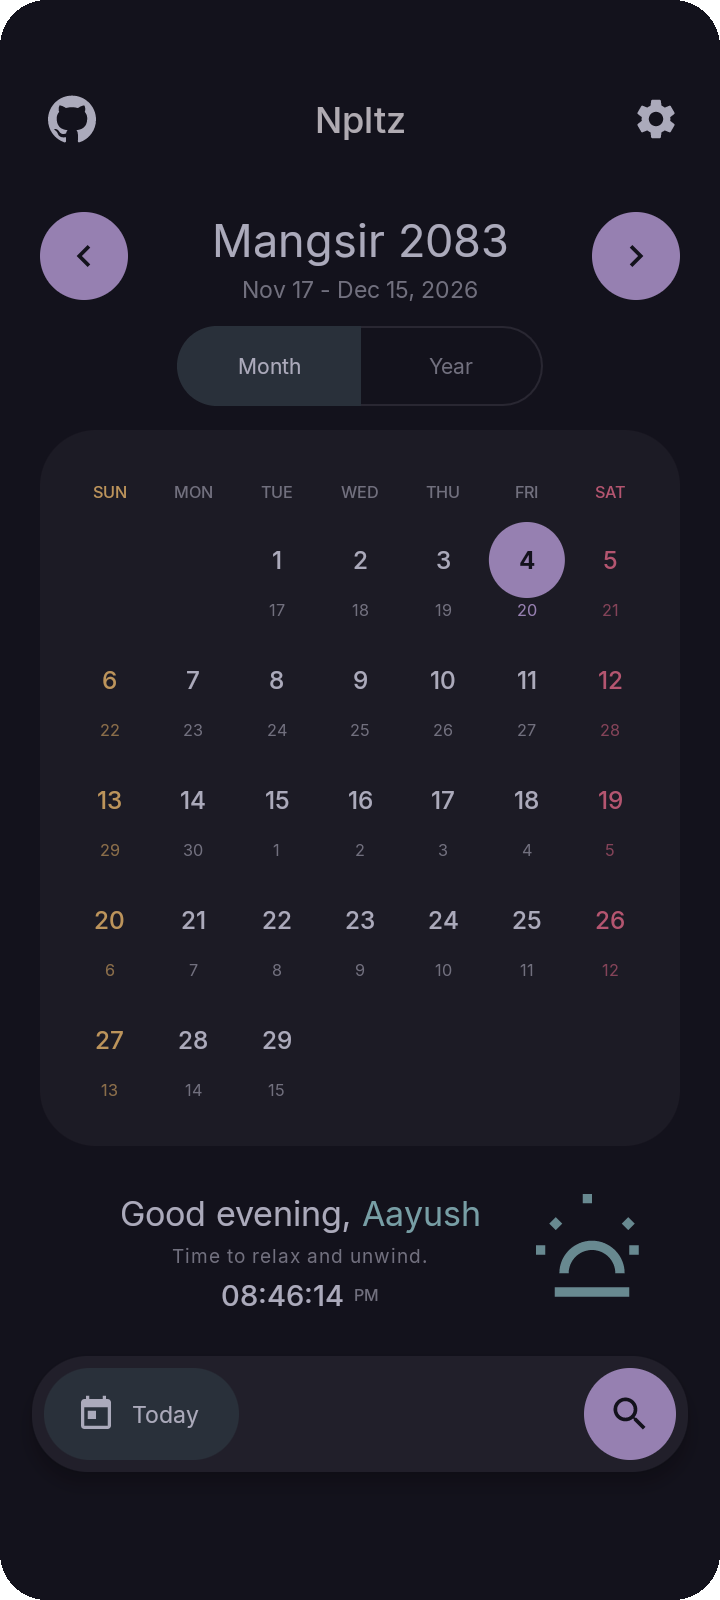 Npltz
Mangsir 2083
Nov 17 - Dec 15, 2026
Month Year
SUN MON TUE WED THU FRI SAT
1 2 3 4 5
17 18 19 20 21
6 7 8 9 10 11 12
22 23 24 25 26 27 28
13 14 15 16 17 18 19
29 30 1 2 3 4 5
20 21 22 23 24 25 26
6 7 8 9 10 11 12
27 28 29
13 14 15
Good evening, Aayush
Time to relax and unwind.
08:46:14 PM
Today